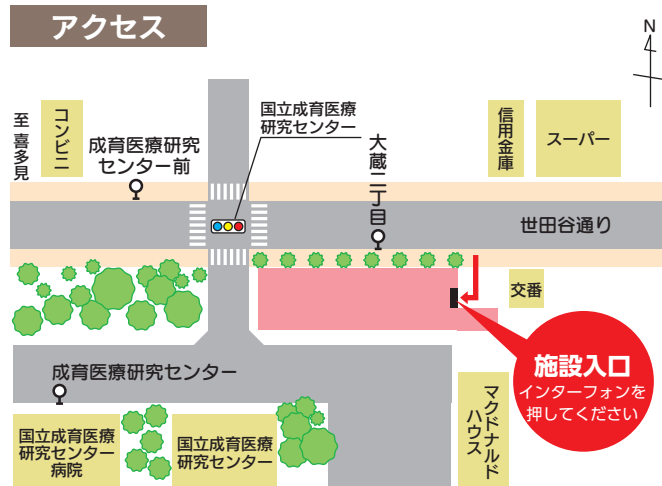 アクセス
N
至 喜多見
コンビニ
成育医療研究
センター前
国立成育医療
研究センター
大蔵二丁目
信用金庫
スーパー
世田谷通り
交番
施設入口
インターフォンを
押してください
成育医療研究センター
マクドナルド
ハウス
国立成育医療
研究センター
病院
国立成育医療
研究センター